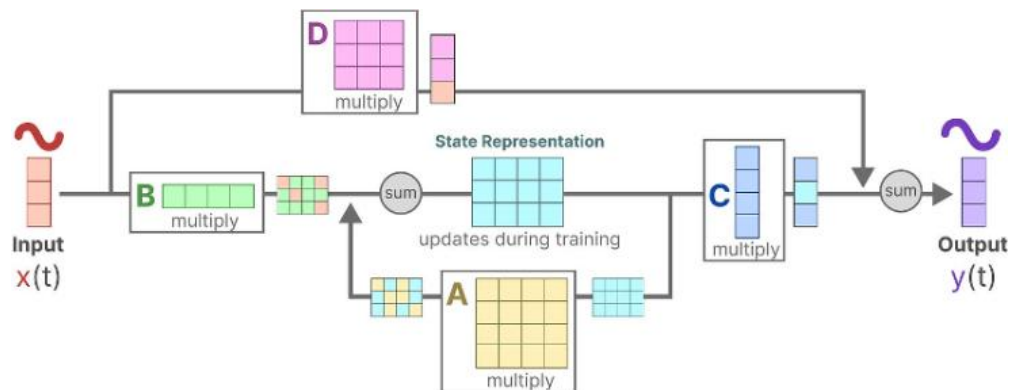 D
multiply
State Representation
B
multiply
sum
updates during training
C
multiply
sum
Input
x(t)
Output
y(t)
A
multiply